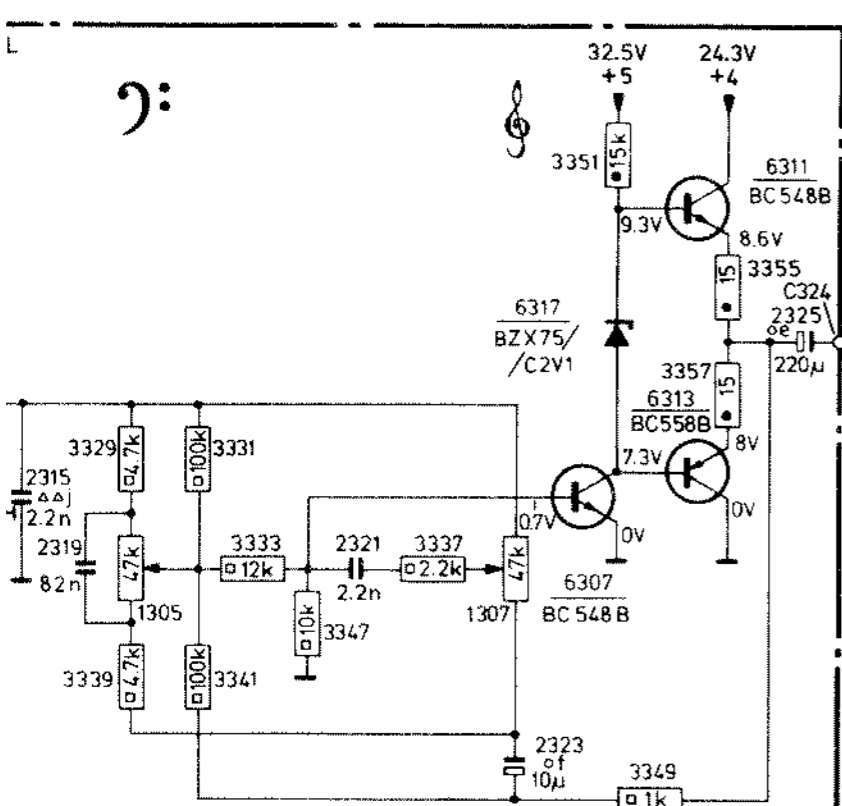 L
32.5V
+5
24.3V
+4
3351
15k
6311
BC548B
9.3V
8.6V
15
3355
C324
2325
oe
220µ
6317
BZX75/
/C2V1
3357
15
6313
BC558B
7.3V
8V
0V
3329
4.7k
100k
3331
2315
△△j
2.2n
2319
82n
47k
1305
3333
12k
2321
2.2n
3337
2.2k
47k
1307
0.7V
0V
6307
BC548B
10k
3347
3339
4.7k
100k
3341
2323
of
10µ
3349
1k